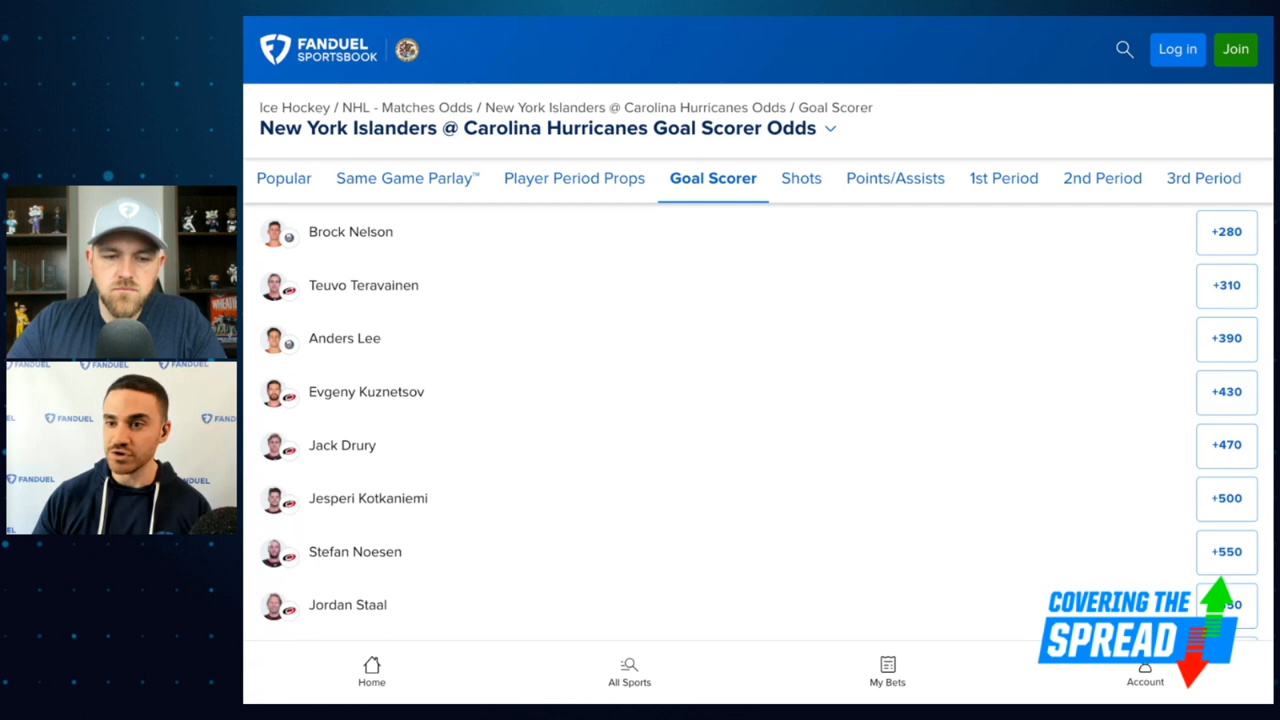 FANDUEL
SPORTSBOOK
Log in
Join
Ice Hockey / NHL - Matches Odds / New York Islanders @ Carolina Hurricanes Odds / Goal Scorer
New York Islanders @ Carolina Hurricanes Goal Scorer Odds
Popular Same Game Parlay™ Player Period Props Goal Scorer Shots Points/Assists 1st Period 2nd Period 3rd Period
Brock Nelson +280
Teuvo Teravainen +310
Anders Lee +390
Evgeny Kuznetsov +430
Jack Drury +470
Jesperi Kotkaniemi +500
Stefan Noesen +550
Jordan Staal
COVERING THE
SPREAD
Home All Sports My Bets Account
FANDUEL
FANDUEL